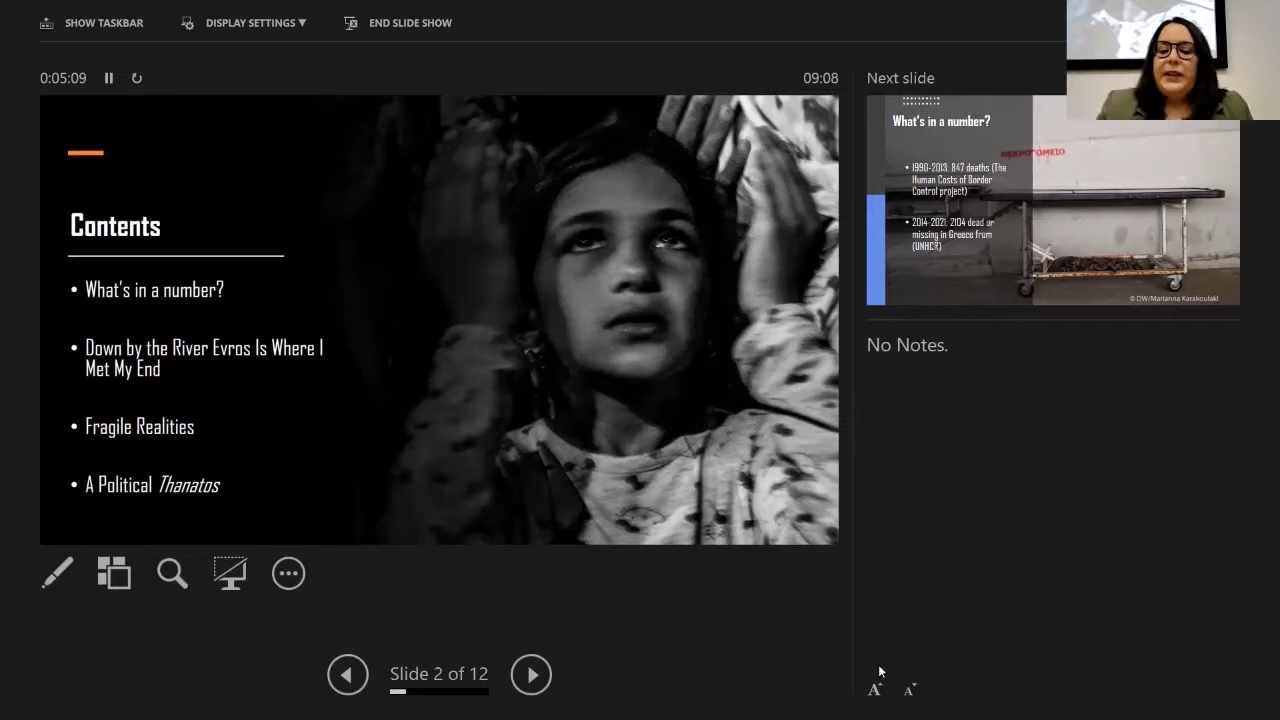 SHOW TASKBAR
DISPLAY SETTINGS ▼
END SLIDE SHOW
0:05:09
09:08
Next slide
Contents
• What's in a number?
• Down by the River Evros Is Where I
Met My End
• Fragile Realities
• A Political Thanatos
What's in a number?
• 1990-2013: 847 deaths (The
Human Costs of Border
Control project)
• 2014-2021: 2104 dead or
missing in Greece from
(UNHCR)
ΝΕΚΡΟΤΟΜΕΙΟ
© DW/Marianna Karakoulaki
No Notes.
Slide 2 of 12
A
A